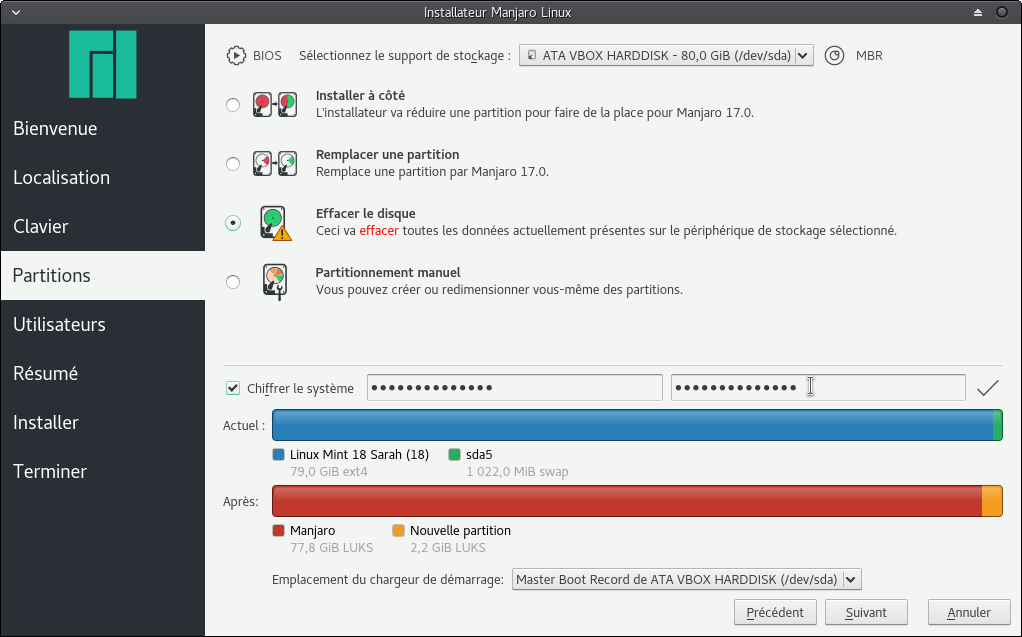 Installateur Manjaro Linux
BIOS Sélectionnez le support de stockage : ATA VBOX HARDDISK - 80,0 GiB (/dev/sda) MBR
Bienvenue
Localisation
Clavier
Partitions
Utilisateurs
Résumé
Installer
Terminer
Installer à côté
L'installateur va réduire une partition pour faire de la place pour Manjaro 17.0.
Remplacer une partition
Remplace une partition par Manjaro 17.0.
Effacer le disque
Ceci va effacer toutes les données actuellement présentes sur le périphérique de stockage sélectionné.
Partitionnement manuel
Vous pouvez créer ou redimensionner vous-même des partitions.
Chiffrer le système ●●●●●●●●●●●●●● ●●●●●●●●●●●●●●
Actuel :
Linux Mint 18 Sarah (18) sda5
79,0 GiB ext4 1 022,0 MiB swap
Après:
Manjaro Nouvelle partition
77,8 GiB LUKS 2,2 GiB LUKS
Emplacement du chargeur de démarrage: Master Boot Record de ATA VBOX HARDDISK (/dev/sda)
Précédent Suivant Annuler